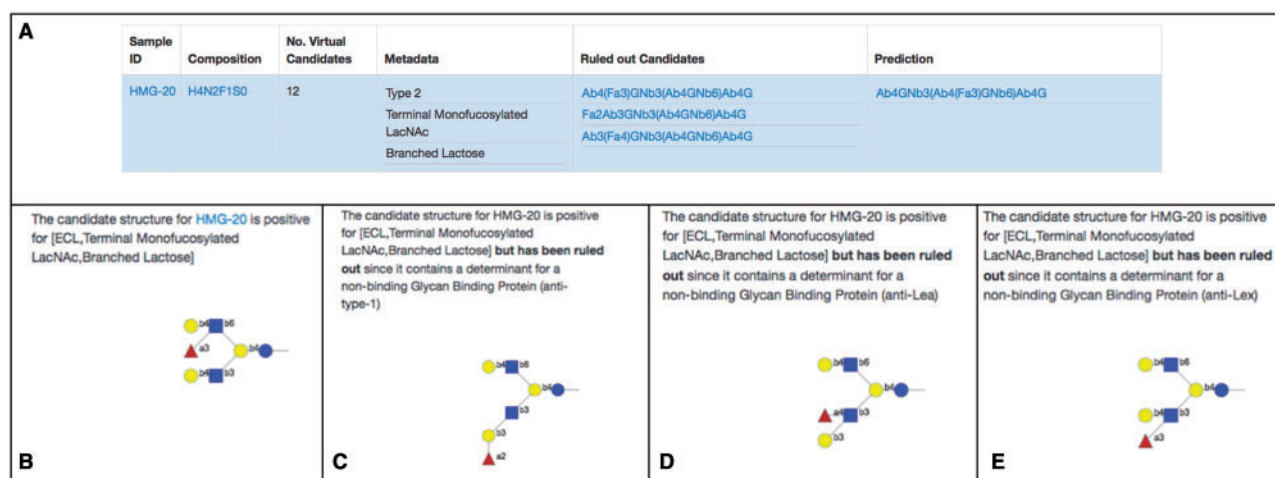 A
Sample ID
Composition
No. Virtual Candidates
Metadata
Ruled out Candidates
Prediction
HMG-20
H4N2F1S0
12
Type 2
Terminal Monofucosylated
LacNAc
Branched Lactose
Ab4(Fa3)GNb3(Ab4GNb6)Ab4G
Fa2Ab3GNb3(Ab4GNb6)Ab4G
Ab3(Fa4)GNb3(Ab4GNb6)Ab4G
Ab4GNb3(Ab4(Fa3)GNb6)Ab4G
The candidate structure for HMG-20 is positive
for [ECL,Terminal Monofucosylated
LacNAc,Branched Lactose]
b4 b6
a3 b4
b4 b3
B
The candidate structure for HMG-20 is positive
for [ECL,Terminal Monofucosylated
LacNAc,Branched Lactose] but has been ruled
out since it contains a determinant for a
non-binding Glycan Binding Protein (anti-
type-1)
b4 b6
b4
b3
b3
a2
C
The candidate structure for HMG-20 is positive
for [ECL,Terminal Monofucosylated
LacNAc,Branched Lactose] but has been ruled
out since it contains a determinant for a
non-binding Glycan Binding Protein (anti-Lea)
b4 b6
b4
a4 b3
b3
D
The candidate structure for HMG-20 is positive
for [ECL,Terminal Monofucosylated
LacNAc,Branched Lactose] but has been ruled
out since it contains a determinant for a
non-binding Glycan Binding Protein (anti-Lex)
b4 b6
b4
b4 b3
a3
E